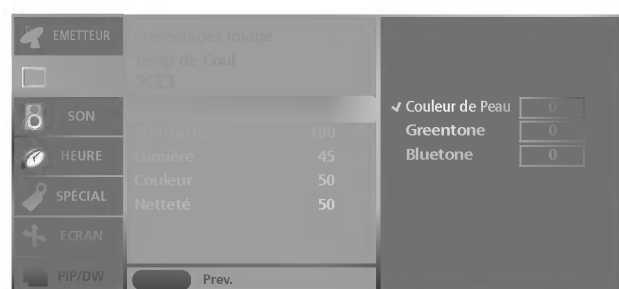 EMETTEUR
SON
HEURE
SPÉCIAL
ECRAN
PIP/DW
Préréglages image
Temp de Coul
XD
Contraste 100
Lumière 45
Couleur 50
Netteté 50
Prev.
Couleur de Peau 0
Greentone 0
Bluetone 0